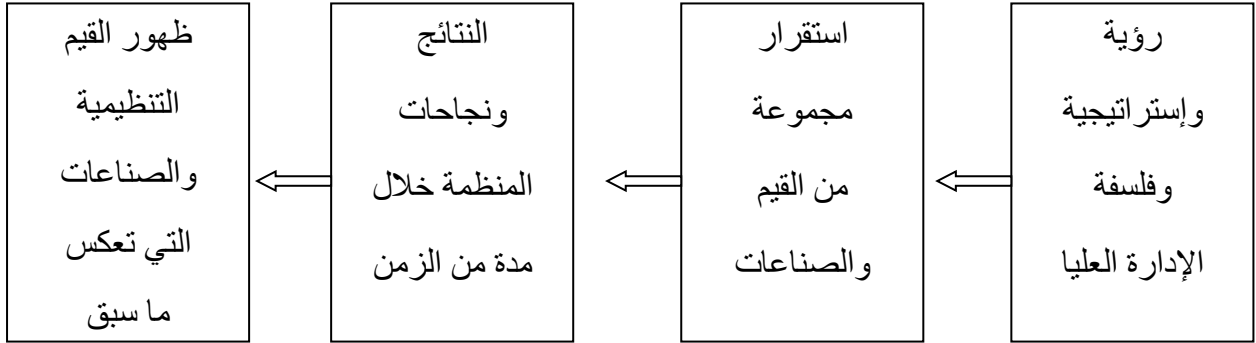 رؤية
وإستراتيجية
وفلسفة
الإدارة العليا
استقرار
مجموعة
من القيم
والصناعات
النتائج
ونجاحات
المنظمة خلال
مدة من الزمن
ظهور القيم
التنظيمية
والصناعات
التي تعكس
ما سبق